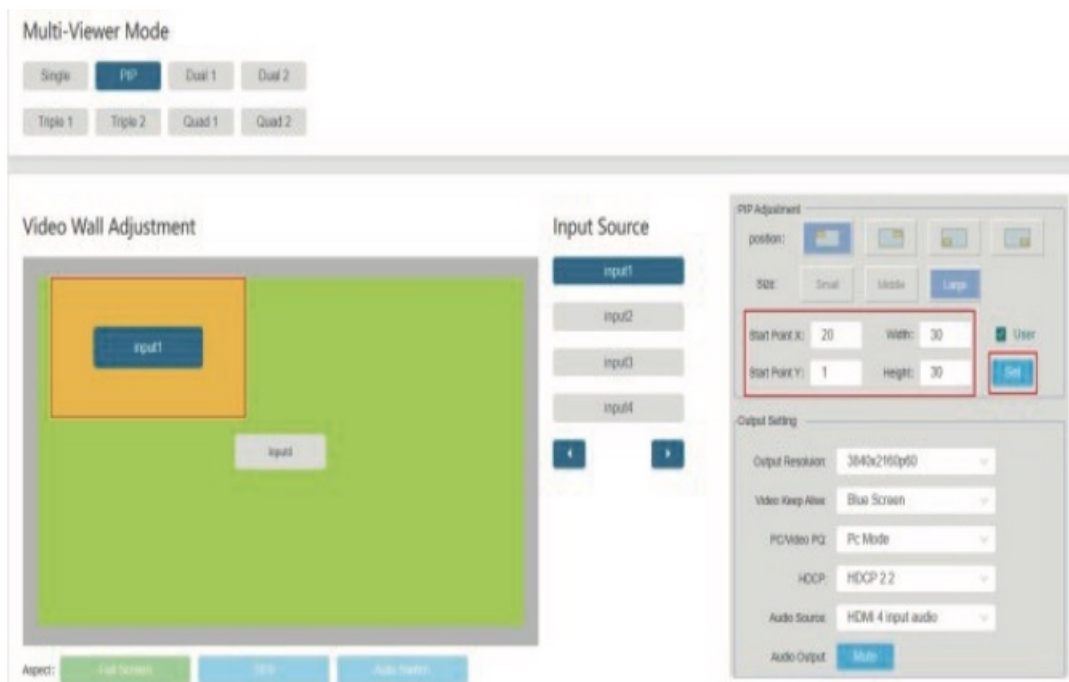 Multi-Viewer Mode
Single PIP Dual 1 Dual 2
Triple 1 Triple 2 Quad 1 Quad 2
Video Wall Adjustment
input1
input4
Input Source
input1
input2
input3
input4
PIP Adjustment
position:
Size: Small Middle Large
Start Point X: 20 Width: 30 User
Start Point Y: 1 Height: 30 Set
Output Setting
Output Resolution: 3840x2160p60
Video Keep Alive: Blue Screen
PC/Video PQ: Pc Mode
HDCP: HDCP 2.2
Audio Source: HDMI 4 input audio
Audio Output: Mute
Aspect: Full Screen Auto Switch